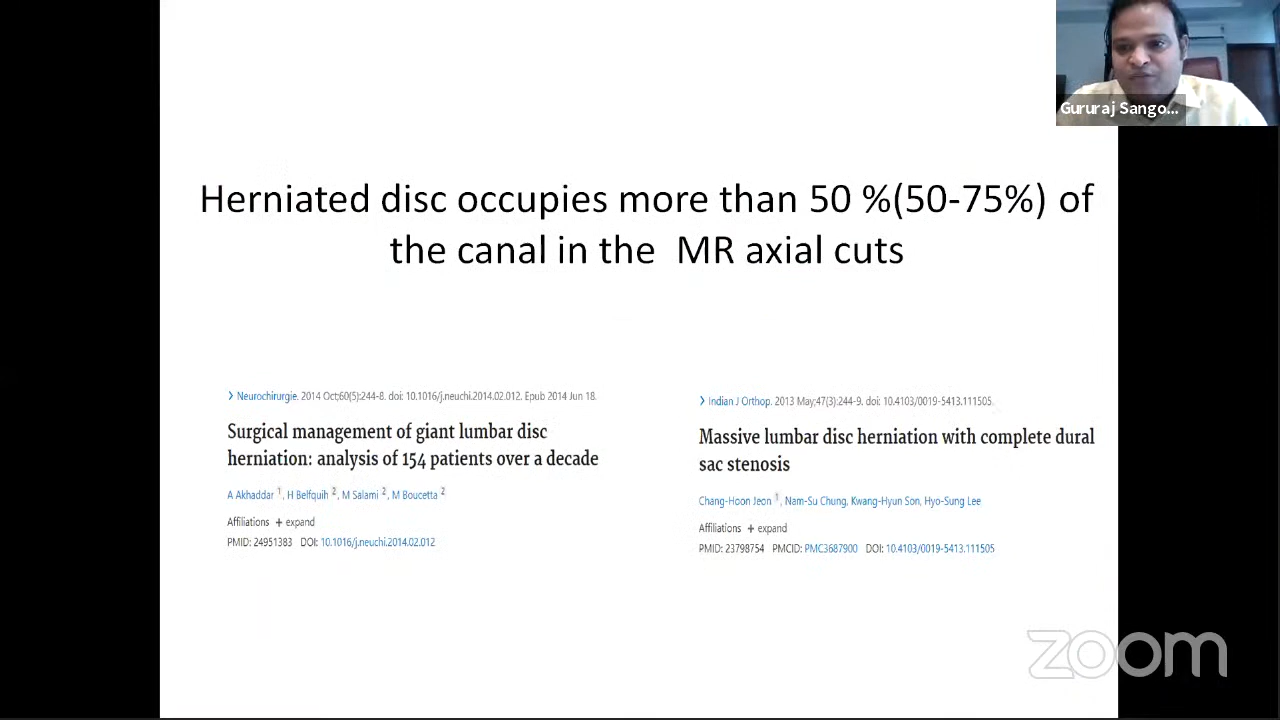 Gururaj Sango...
Herniated disc occupies more than 50 %(50-75%) of
the canal in the MR axial cuts
> Neurochirurgie. 2014 Oct;60(5):244-8. doi: 10.1016/j.neuchi.2014.02.012. Epub 2014 Jun 18.
Surgical management of giant lumbar disc
herniation: analysis of 154 patients over a decade
A Akhaddar 1, H Belfquih 2, M Salami 2, M Boucetta 2
Affiliations + expand
PMID: 24951383 DOI: 10.1016/j.neuchi.2014.02.012
> Indian J Orthop. 2013 May;47(3):244-9. doi: 10.4103/0019-5413.111505.
Massive lumbar disc herniation with complete dural
sac stenosis
Chang-Hoon Jeon 1, Nam-Su Chung, Kwang-Hyun Son, Hyo-Sung Lee
Affiliations + expand
PMID: 23798754 PMCID: PMC3687900 DOI: 10.4103/0019-5413.111505
zoom